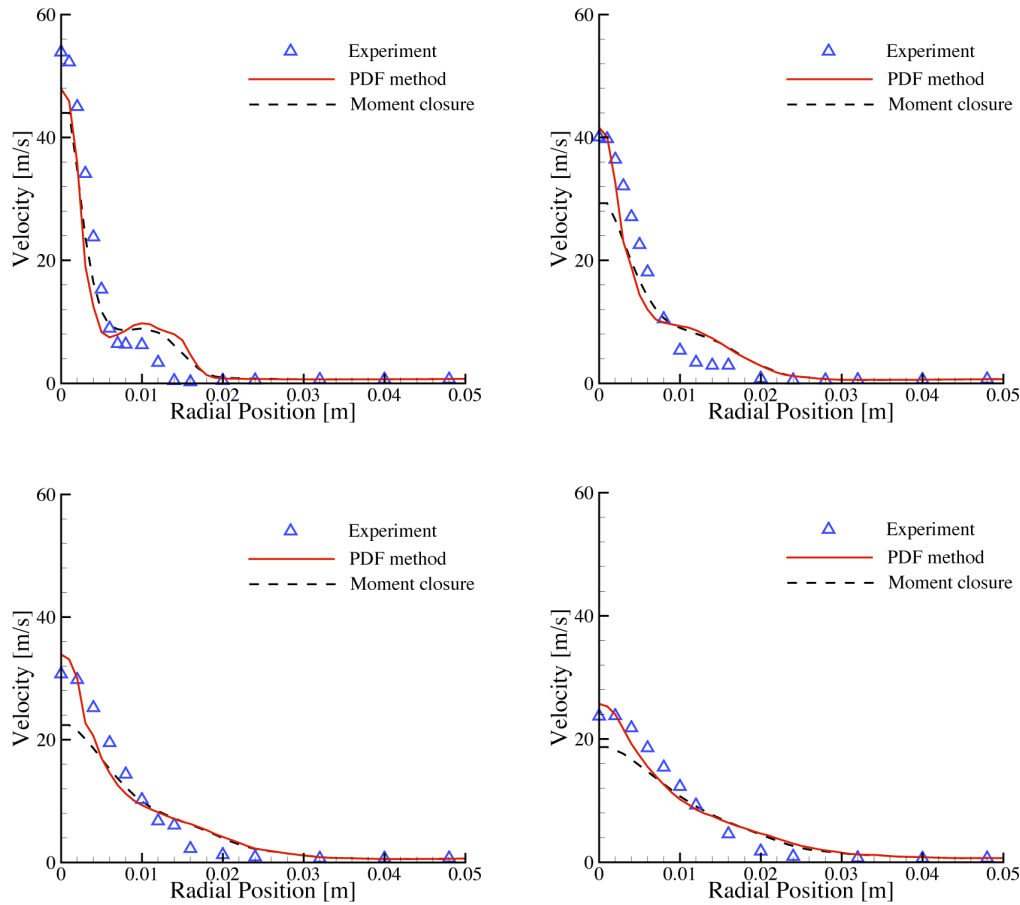 60
Experiment
PDF method
Moment closure
40
20
0
Velocity [m/s]
0 0.01 0.02 0.03 0.04 0.05
Radial Position [m]
60
Experiment
PDF method
Moment closure
40
20
0
Velocity [m/s]
0 0.01 0.02 0.03 0.04 0.05
Radial Position [m]
60
Experiment
PDF method
Moment closure
40
20
0
Velocity [m/s]
0 0.01 0.02 0.03 0.04 0.05
Radial Position [m]
60
Experiment
PDF method
Moment closure
40
20
0
Velocity [m/s]
0 0.01 0.02 0.03 0.04 0.05
Radial Position [m]